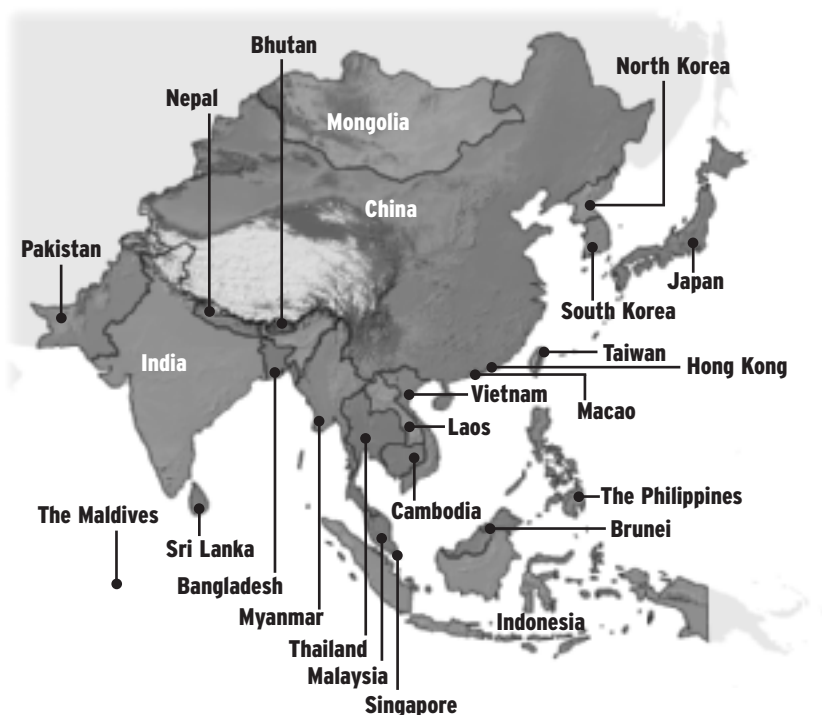 Bhutan
North Korea
Nepal
Mongolia
China
Pakistan
Japan
South Korea
Taiwan
India
Hong Kong
Vietnam
Macao
Laos
The Philippines
Cambodia
The Maldives
Brunei
Sri Lanka
Bangladesh
Myanmar
Indonesia
Thailand
Malaysia
Singapore